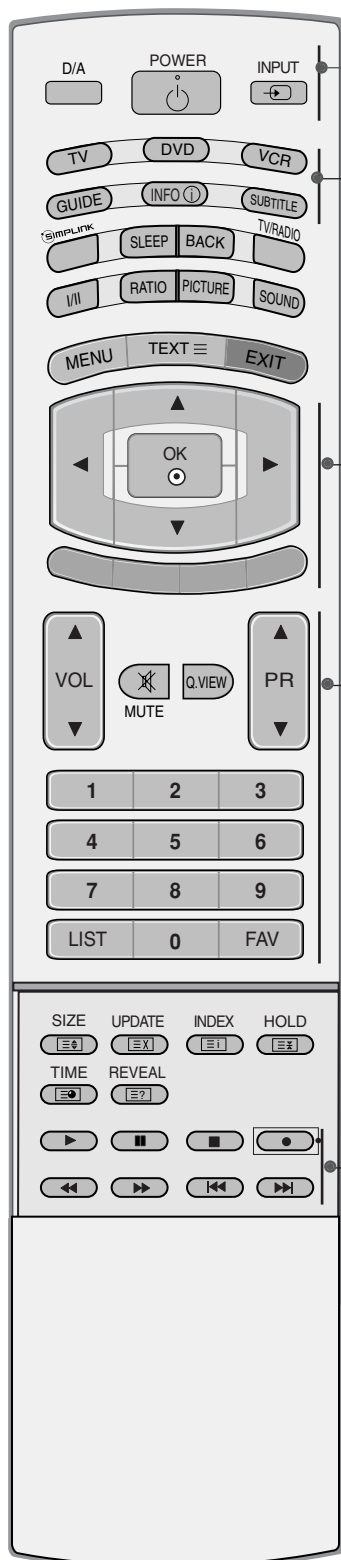 D/A POWER INPUT
TV DVD VCR
GUIDE INFO i SUBTITLE
SIMPLINK SLEEP BACK TV/RADIO
I/II RATIO PICTURE SOUND
MENU TEXT EXIT
OK
VOL MUTE Q.VIEW PR
1 2 3
4 5 6
7 8 9
LIST 0 FAV
SIZE UPDATE INDEX HOLD
X i
TIME REVEAL
?